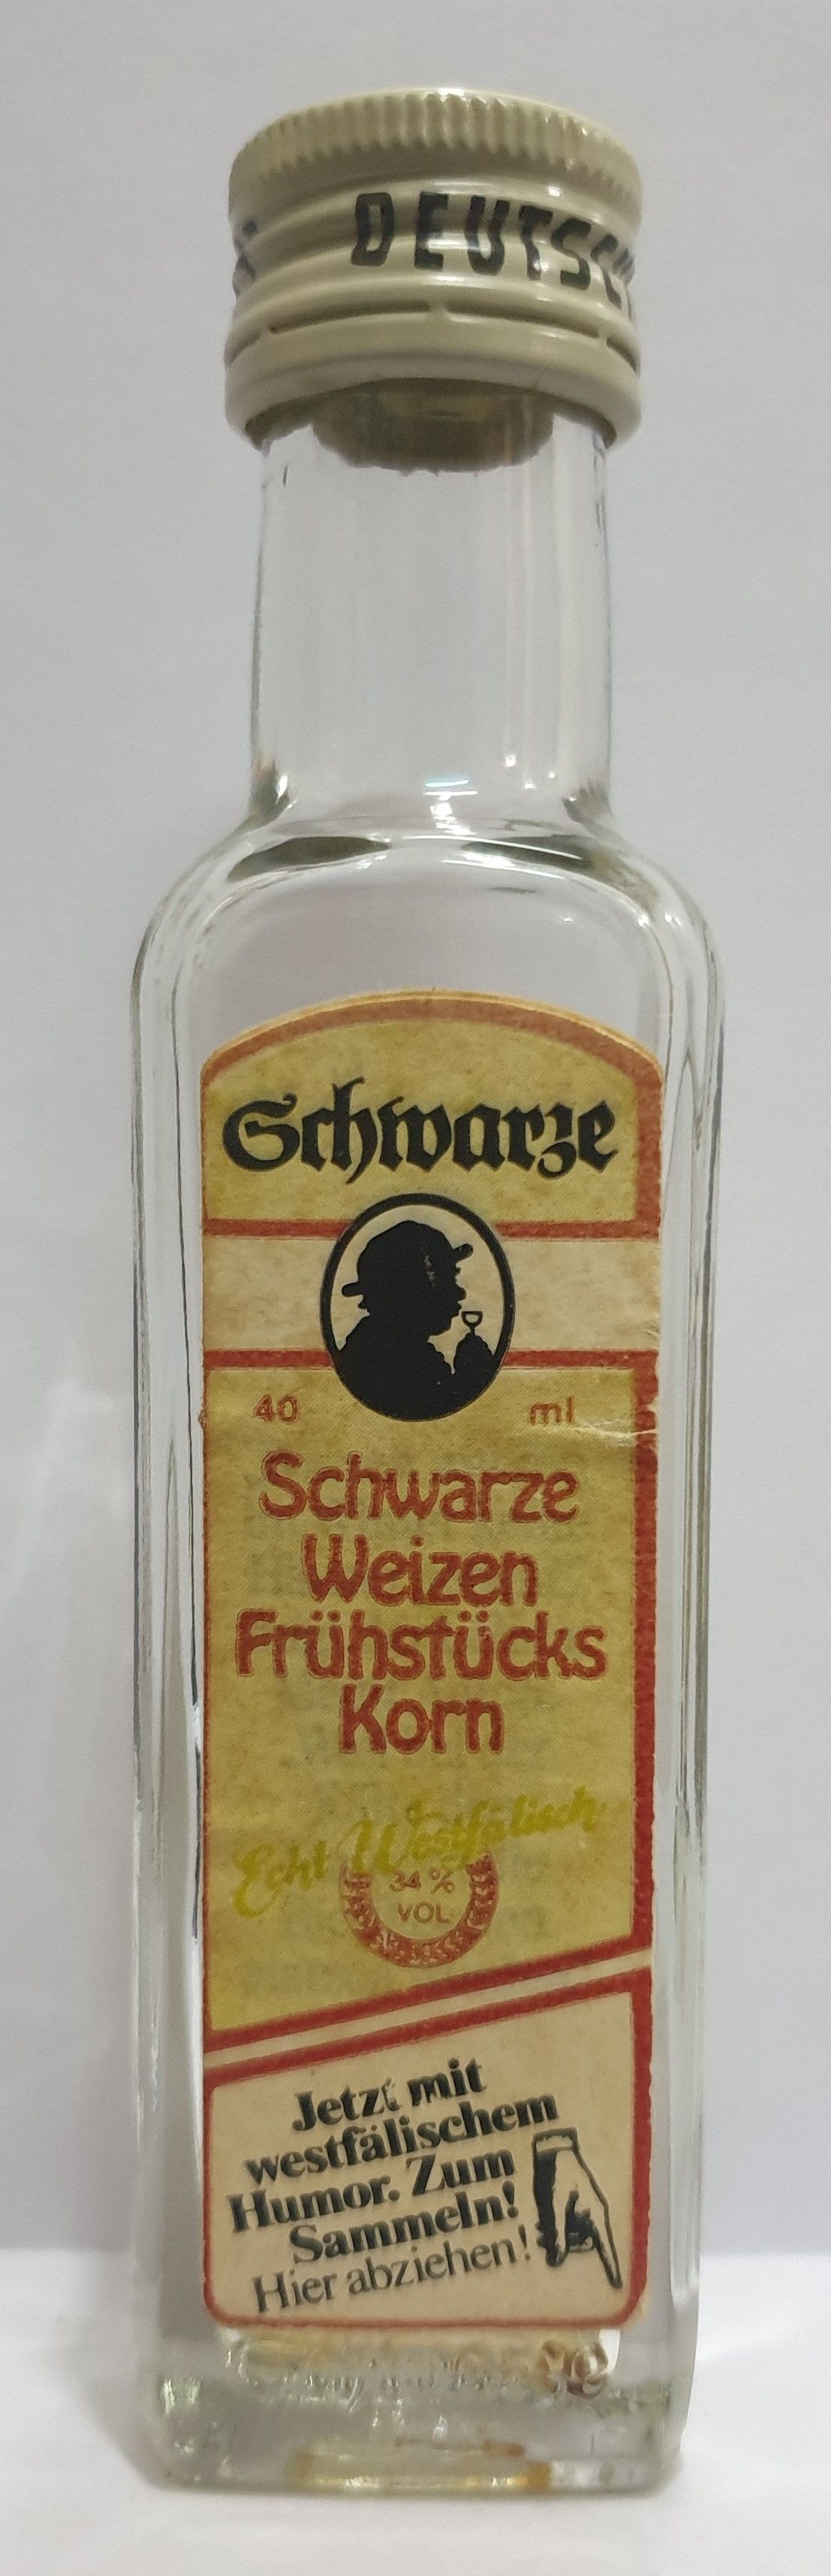 DEUTSCH
Schwarze
40 ml
Schwarze
Weizen
Frühstücks
Korn
Echt Westfälisch
34 %
VOL
Jetzt mit
westfälischem
Humor. Zum
Sammeln!
Hier abziehen!